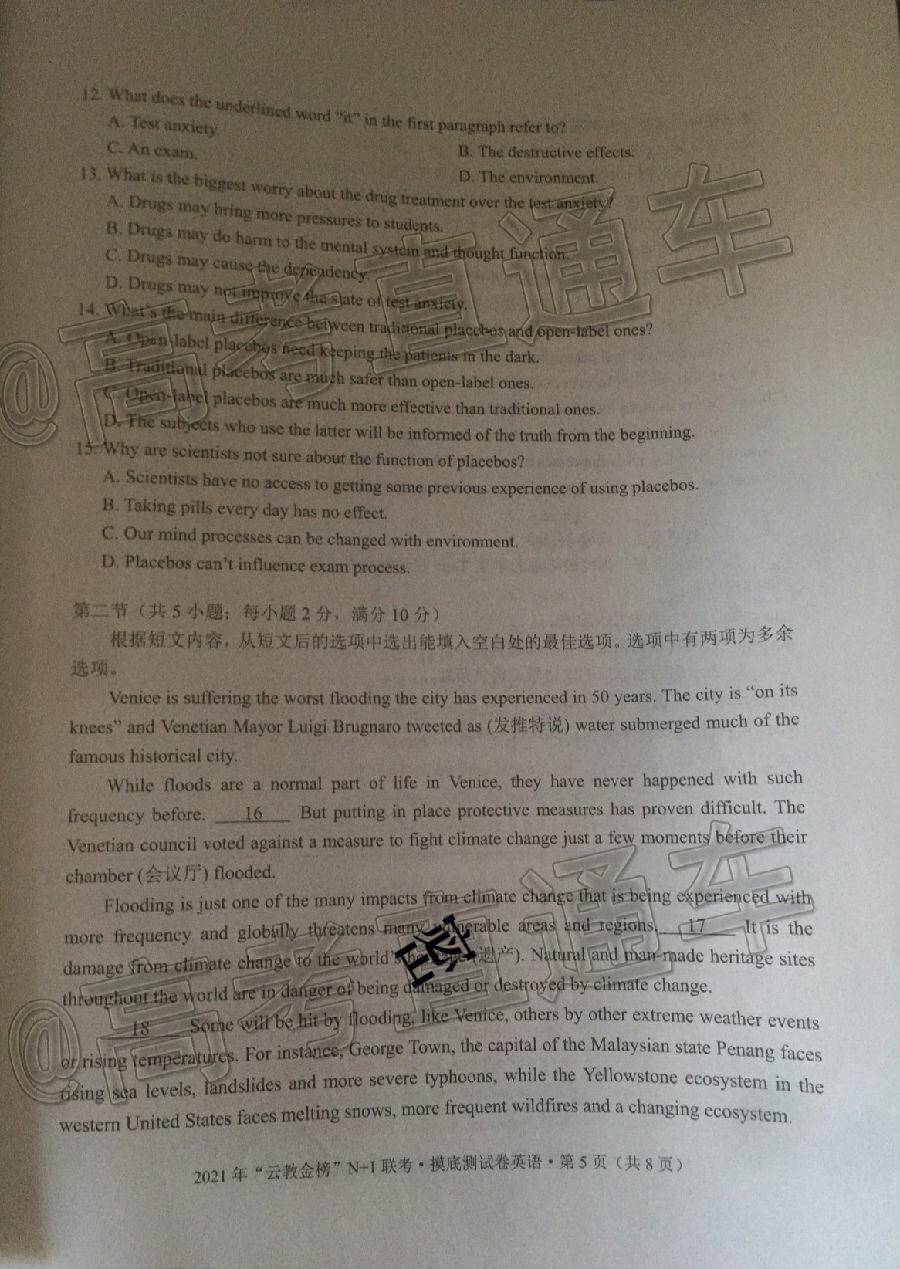 12. What does the underlined word "it" in the first paragraph refer to?
A. Test anxiety.
B. The destructive effects.
C. An exam.
D. The environment.
13. What is the biggest worry about the drug treatment over the test anxiety?
A. Drugs may bring more pressures to students.
B. Drugs may do harm to the mental system and thought function.
C. Drugs may cause the dependency.
D. Drugs may not improve the state of test anxiety.
14. What's the main difference between traditional placebos and open-label ones?
A. Open-label placebos need keeping the patients in the dark.
B. Traditional placebos are much safer than open-label ones.
C. Open-label placebos are much more effective than traditional ones.
D. The subjects who use the latter will be informed of the truth from the beginning.
15. Why are scientists not sure about the function of placebos?
A. Scientists have no access to getting some previous experience of using placebos.
B. Taking pills every day has no effect.
C. Our mind processes can be changed with environment.
D. Placebos can't influence exam process.
第二节（共5小题；每小题2分，满分10分）
根据短文内容，从短文后的选项中选出能填入空白处的最佳选项。选项中有两项为多余
选项。
Venice is suffering the worst flooding the city has experienced in 50 years. The city is "on its
knees" and Venetian Mayor Luigi Brugnaro tweeted as (发推特说) water submerged much of the
famous historical city.
While floods are a normal part of life in Venice, they have never happened with such
frequency before. 16 But putting in place protective measures has proven difficult. The
Venetian council voted against a measure to fight climate change just a few moments before their
chamber (会议厅) flooded.
Flooding is just one of the many impacts from climate change that is being experienced with
more frequency and globally threatens many vulnerable areas and regions. 17 It is the
damage from climate change to the world's heritage (遗产). Natural and man-made heritage sites
throughout the world are in danger of being damaged or destroyed by climate change.
18 Some will be hit by flooding, like Venice, others by other extreme weather events
or rising temperatures. For instance, George Town, the capital of the Malaysian state Penang faces
rising sea levels, landslides and more severe typhoons, while the Yellowstone ecosystem in the
western United States faces melting snows, more frequent wildfires and a changing ecosystem.
2021年"云教金榜"N+1联考·摸底测试卷英语·第5页（共8页）
@高考直通车
@高考直通车
密